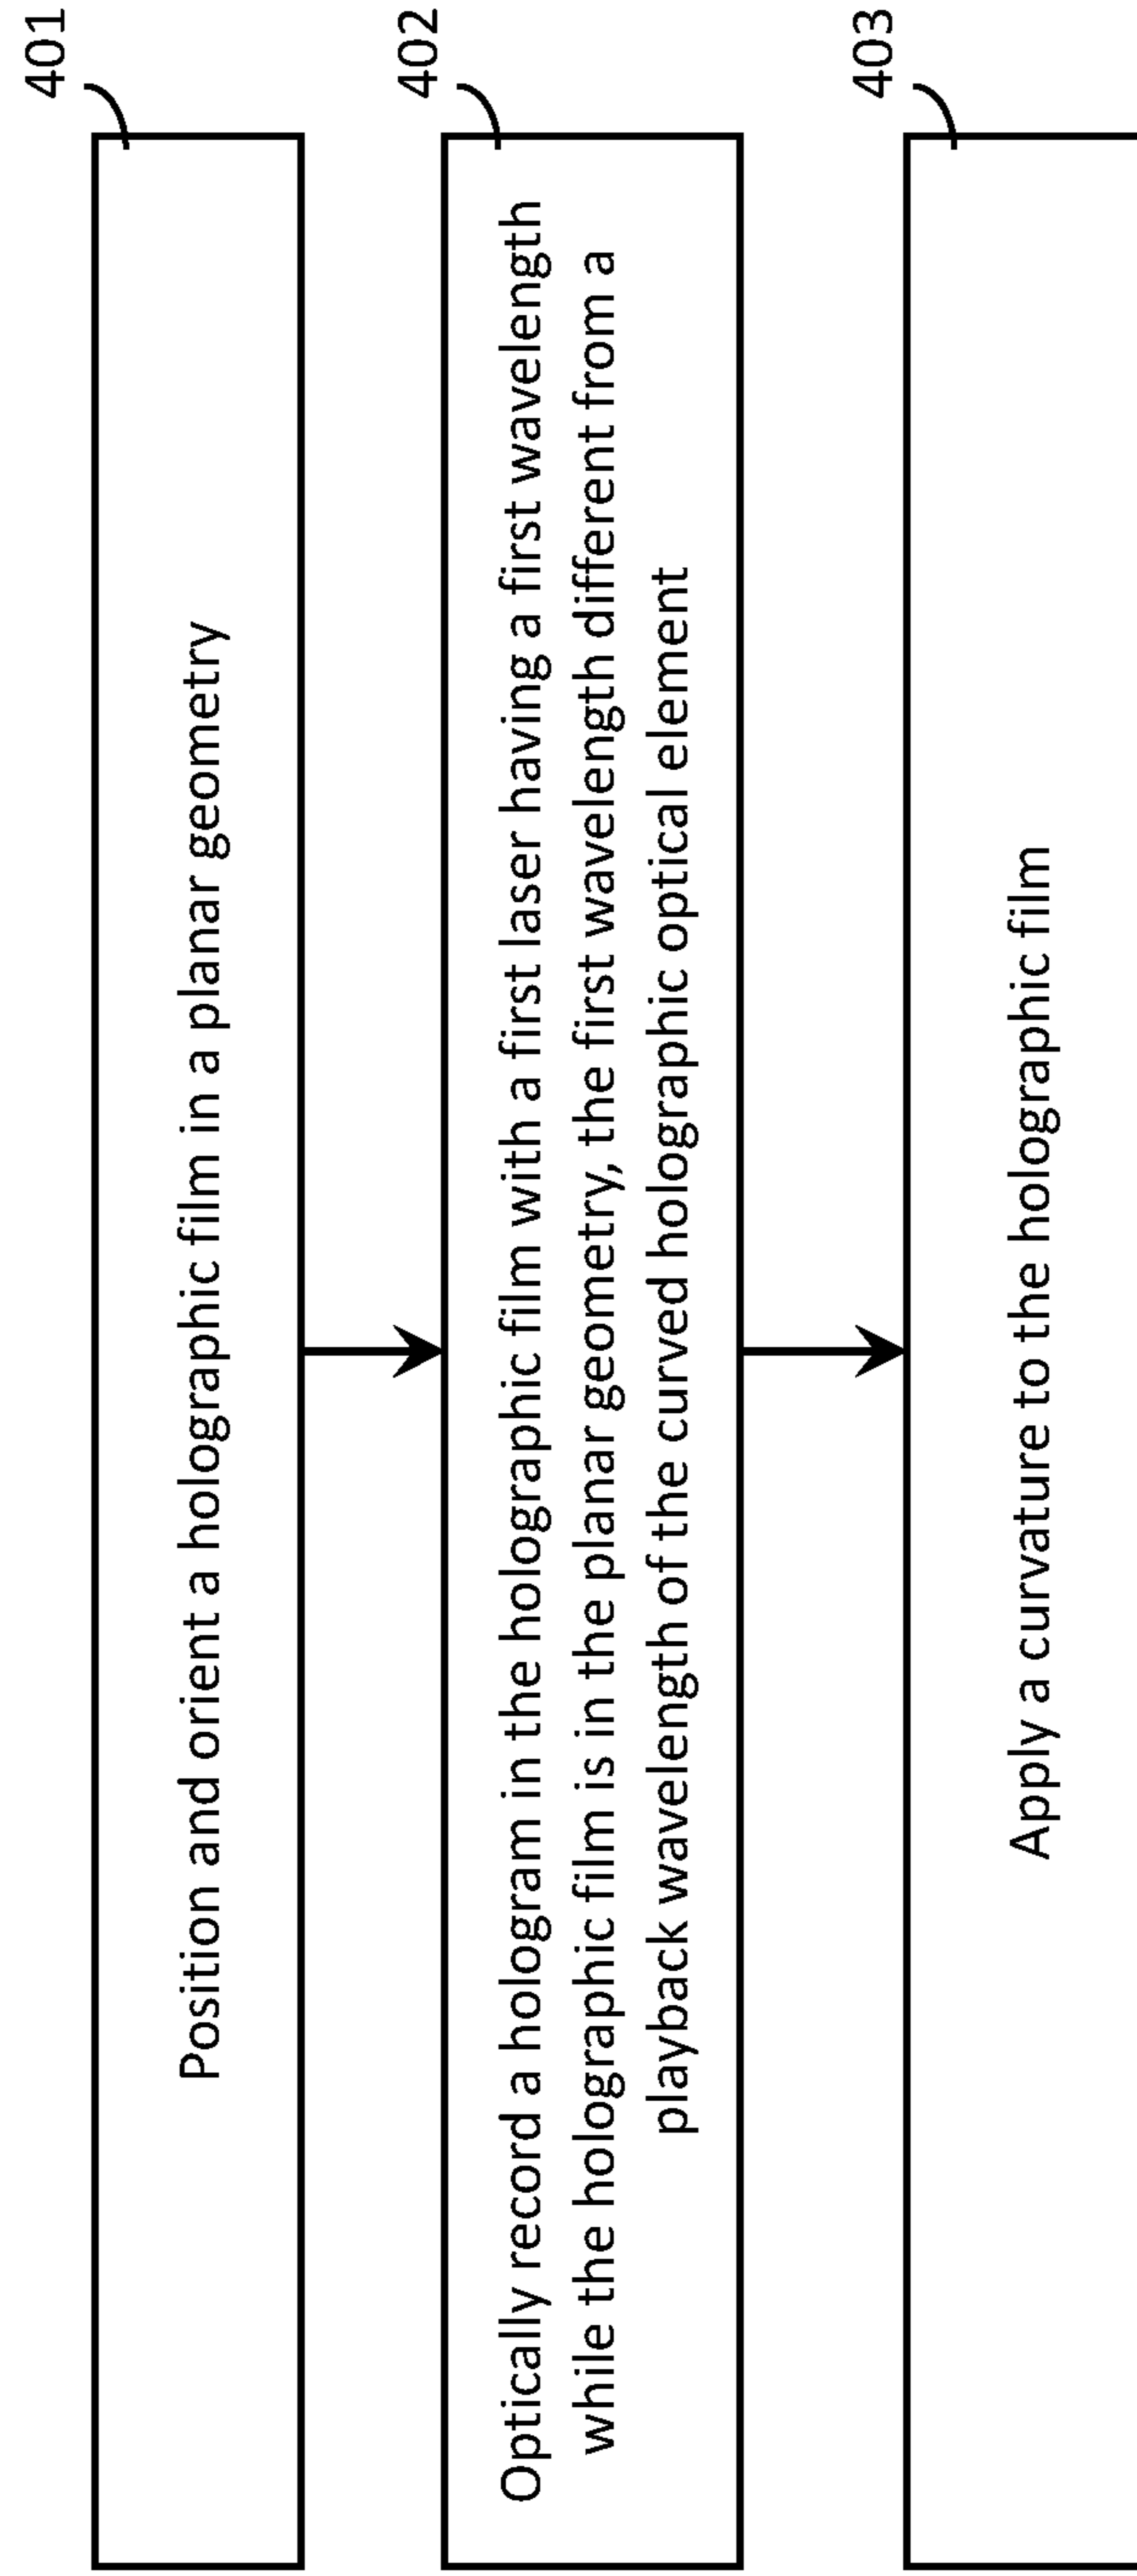 401
Position and orient a holographic film in a planar geometry
402
Optically record a hologram in the holographic film with a first laser having a first wavelength
while the holographic film is in the planar geometry, the first wavelength different from a
playback wavelength of the curved holographic optical element
403
Apply a curvature to the holographic film